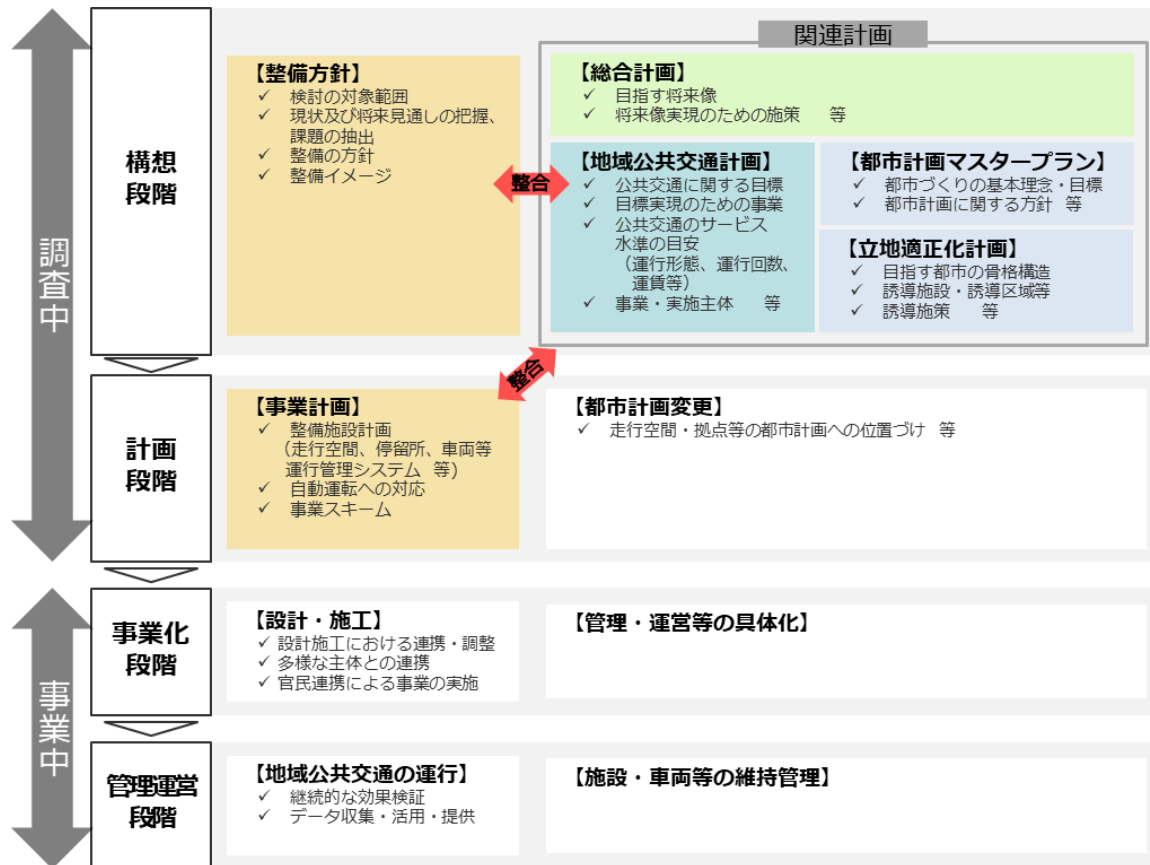 調査中
構想
段階
【整備方針】
✓ 検討の対象範囲
✓ 現状及び将来見通しの把握、
課題の抽出
✓ 整備の方針
✓ 整備イメージ
整合
関連計画
【総合計画】
✓ 目指す将来像
✓ 将来像実現のための施策 等
【地域公共交通計画】
✓ 公共交通に関する目標
✓ 目標実現のための事業
✓ 公共交通のサービス
水準の目安
（運行形態、運行回数、
運賃等）
✓ 事業・実施主体 等
【都市計画マスタープラン】
✓ 都市づくりの基本理念・目標
✓ 都市計画に関する方針 等
【立地適正化計画】
✓ 目指す都市の骨格構造
✓ 誘導施設・誘導区域等
✓ 誘導施策 等
整合
計画
段階
【事業計画】
✓ 整備施設計画
（走行空間、停留所、車両等
運行管理システム 等）
✓ 自動運転への対応
✓ 事業スキーム
【都市計画変更】
✓ 走行空間・拠点等の都市計画への位置づけ 等
事業中
事業化
段階
【設計・施工】
✓ 設計施工における連携・調整
✓ 多様な主体との連携
✓ 官民連携による事業の実施
【管理・運営等の具体化】
管理運営
段階
【地域公共交通の運行】
✓ 継続的な効果検証
✓ データ収集・活用・提供
【施設・車両等の維持管理】